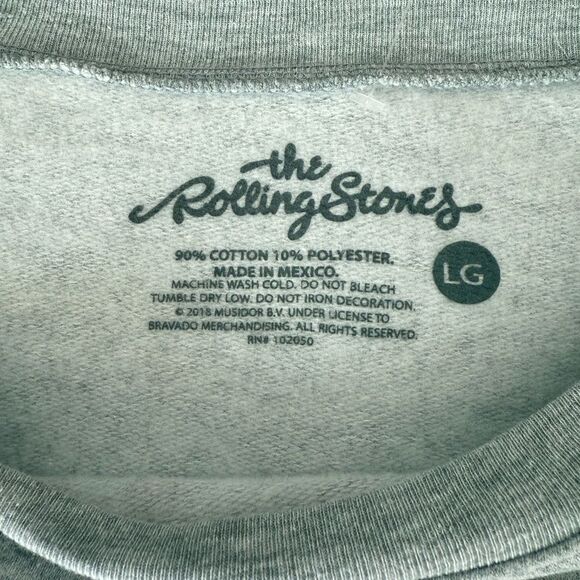 the
Rolling Stones
90% COTTON 10% POLYESTER.
MADE IN MEXICO.
MACHINE WASH COLD. DO NOT BLEACH
TUMBLE DRY LOW. DO NOT IRON DECORATION.
© 2018 MUSIDOR B.V. UNDER LICENSE TO
BRAVADO MERCHANDISING. ALL RIGHTS RESERVED.
RN# 102050
LG